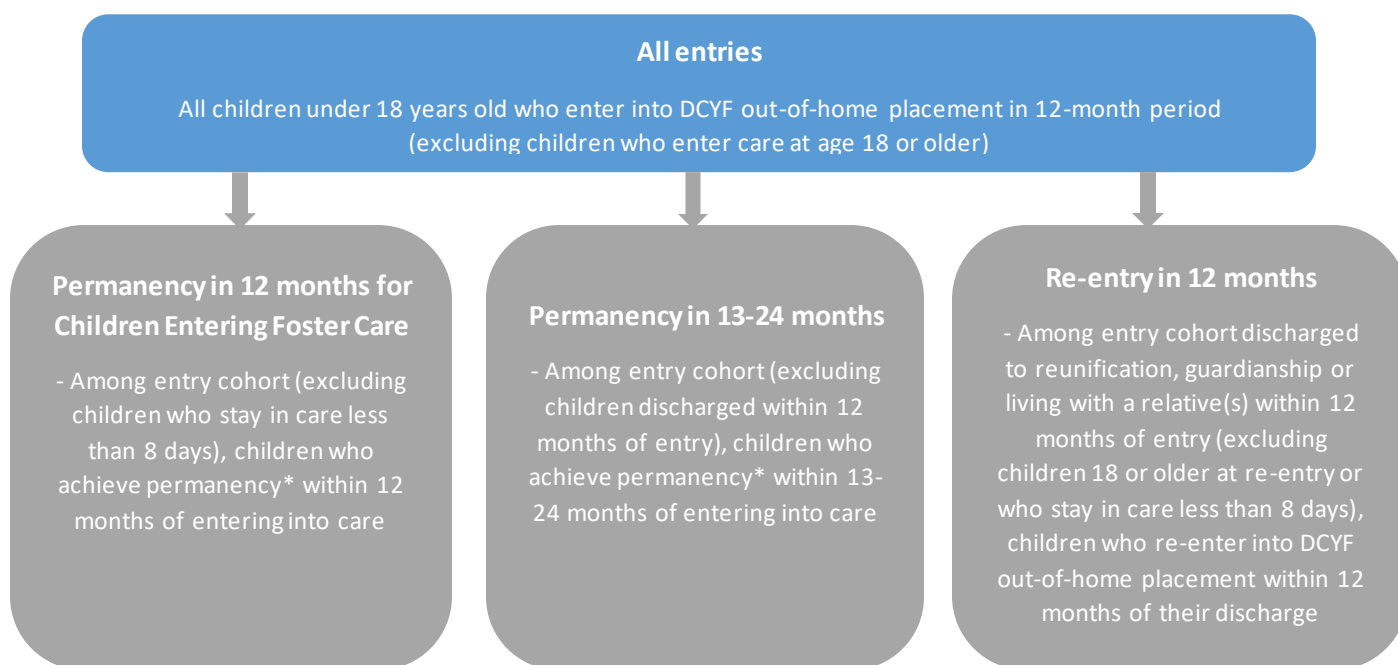 All entries
All children under 18 years old who enter into DCYF out-of-home placement in 12-month period
(excluding children who enter care at age 18 or older)
Permanency in 12 months for
Children Entering Foster Care
- Among entry cohort (excluding
children who stay in care less
than 8 days), children who
achieve permanency* within 12
months of entering into care
Permanency in 13-24 months
- Among entry cohort (excluding
children discharged within 12
months of entry), children who
achieve permanency* within 13-
24 months of entering into care
Re-entry in 12 months
- Among entry cohort discharged
to reunification, guardianship or
living with a relative(s) within 12
months of entry (excluding
children 18 or older at re-entry or
who stay in care less than 8 days),
children who re-enter into DCYF
out-of-home placement within 12
months of their discharge